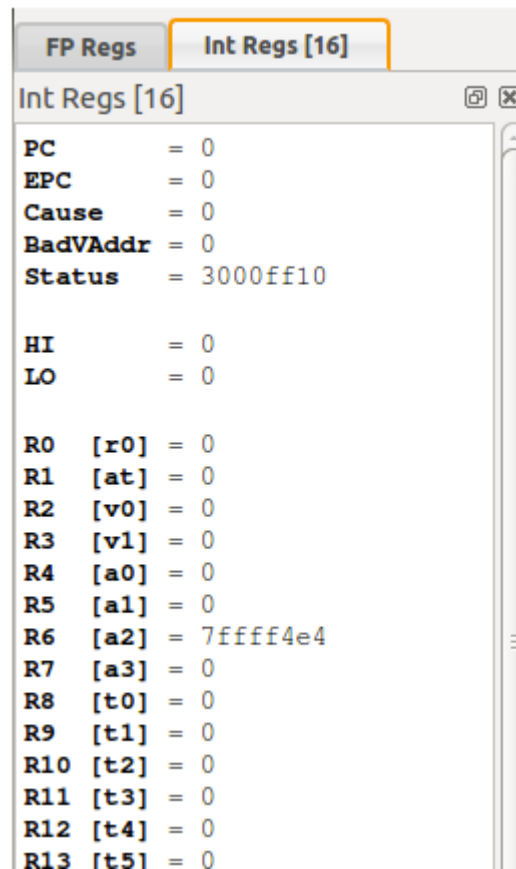 FP Regs Int Regs [16]
Int Regs [16]
PC = 0
EPC = 0
Cause = 0
BadVAddr = 0
Status = 3000ff10
HI = 0
LO = 0
R0 [r0] = 0
R1 [at] = 0
R2 [v0] = 0
R3 [v1] = 0
R4 [a0] = 0
R5 [a1] = 0
R6 [a2] = 7ffff4e4
R7 [a3] = 0
R8 [t0] = 0
R9 [t1] = 0
R10 [t2] = 0
R11 [t3] = 0
R12 [t4] = 0
R13 [t5] = 0